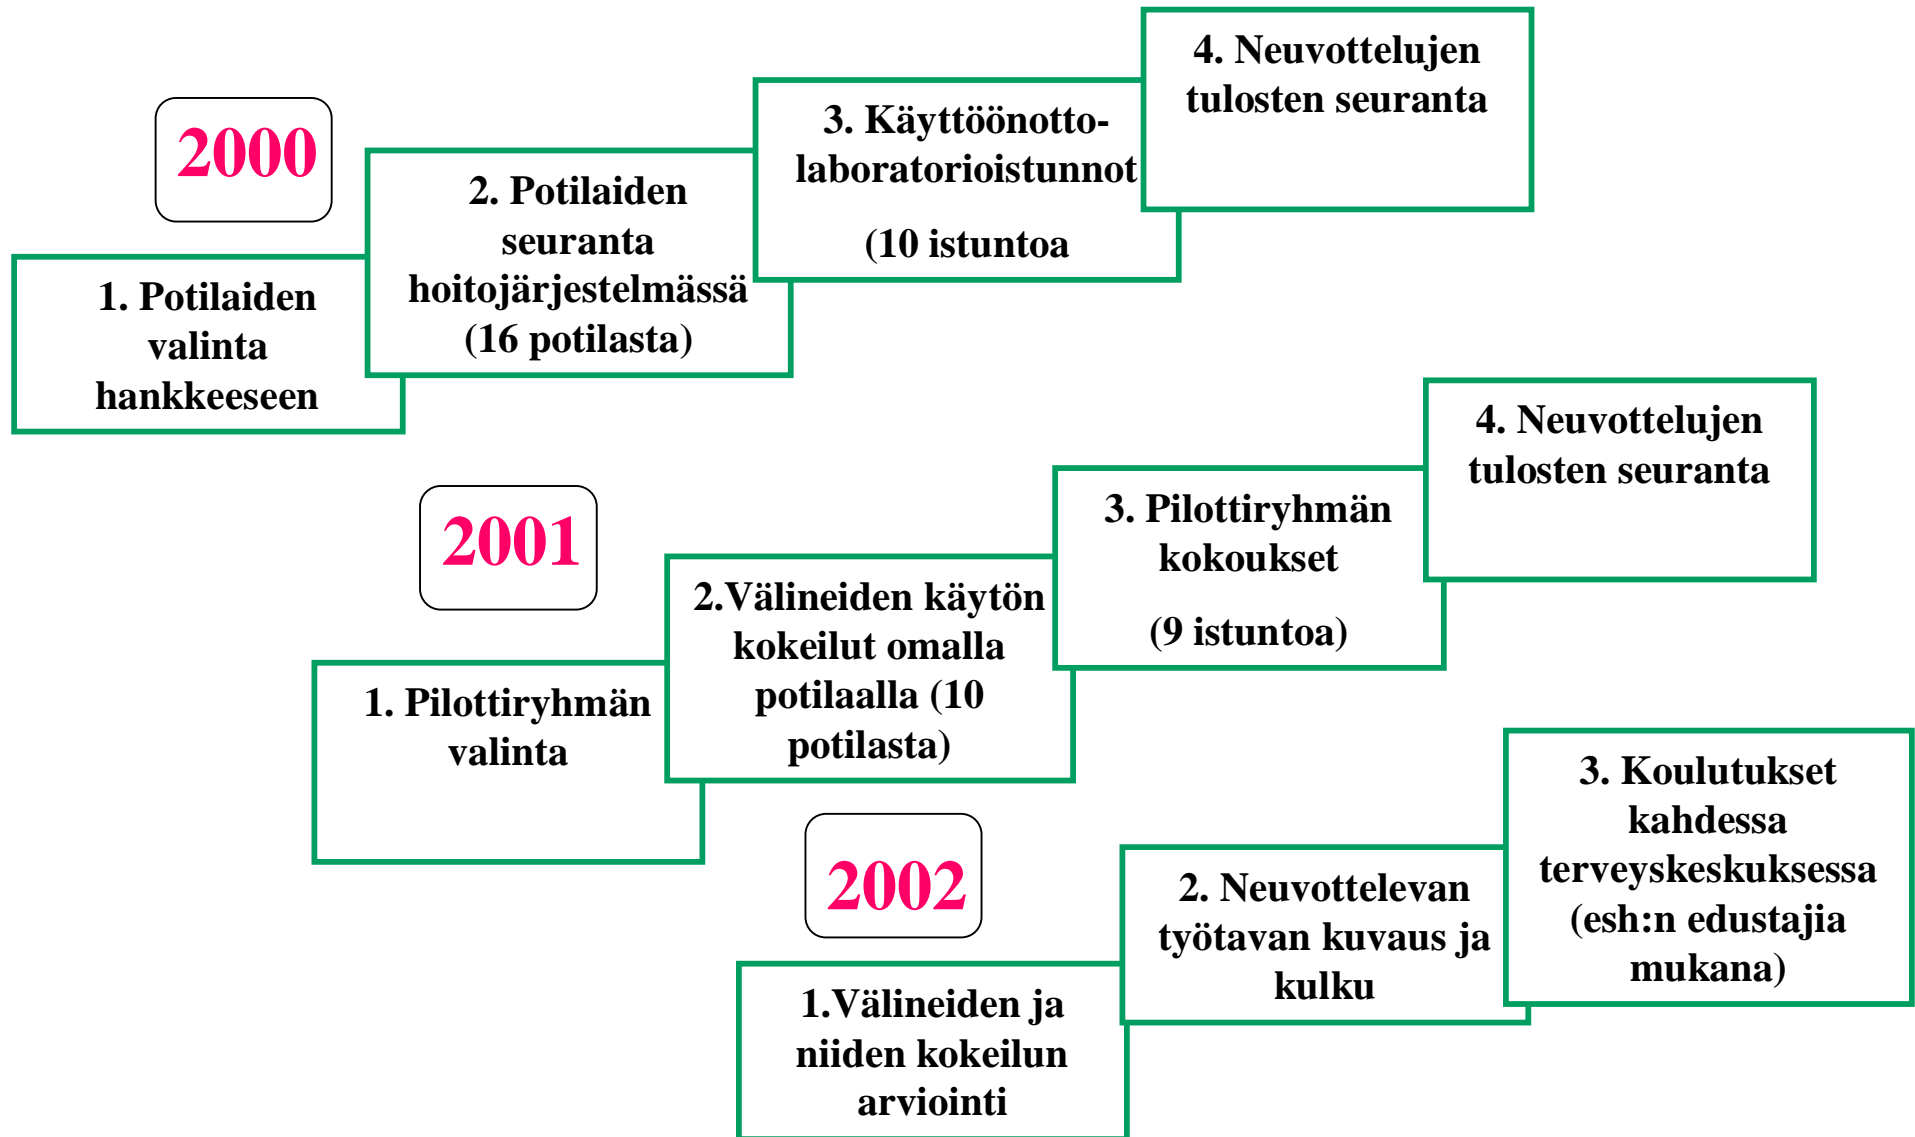 2000
1. Potilaiden
valinta
hankkeeseen
2. Potilaiden
seuranta
hoitojärjestelmässä
(16 potilasta)
3. Käyttöönotto-
laboratorioistunnot
(10 istuntoa
4. Neuvottelujen
tulosten seuranta
2001
1. Pilottiryhmän
valinta
2.Välineiden käytön
kokeilut omalla
potilaalla (10
potilasta)
3. Pilottiryhmän
kokoukset
(9 istuntoa)
4. Neuvottelujen
tulosten seuranta
2002
1.Välineiden ja
niiden kokeilun
arviointi
2. Neuvottelevan
työtavan kuvaus ja
kulku
3. Koulutukset
kahdessa
terveyskeskuksessa
(esh:n edustajia
mukana)